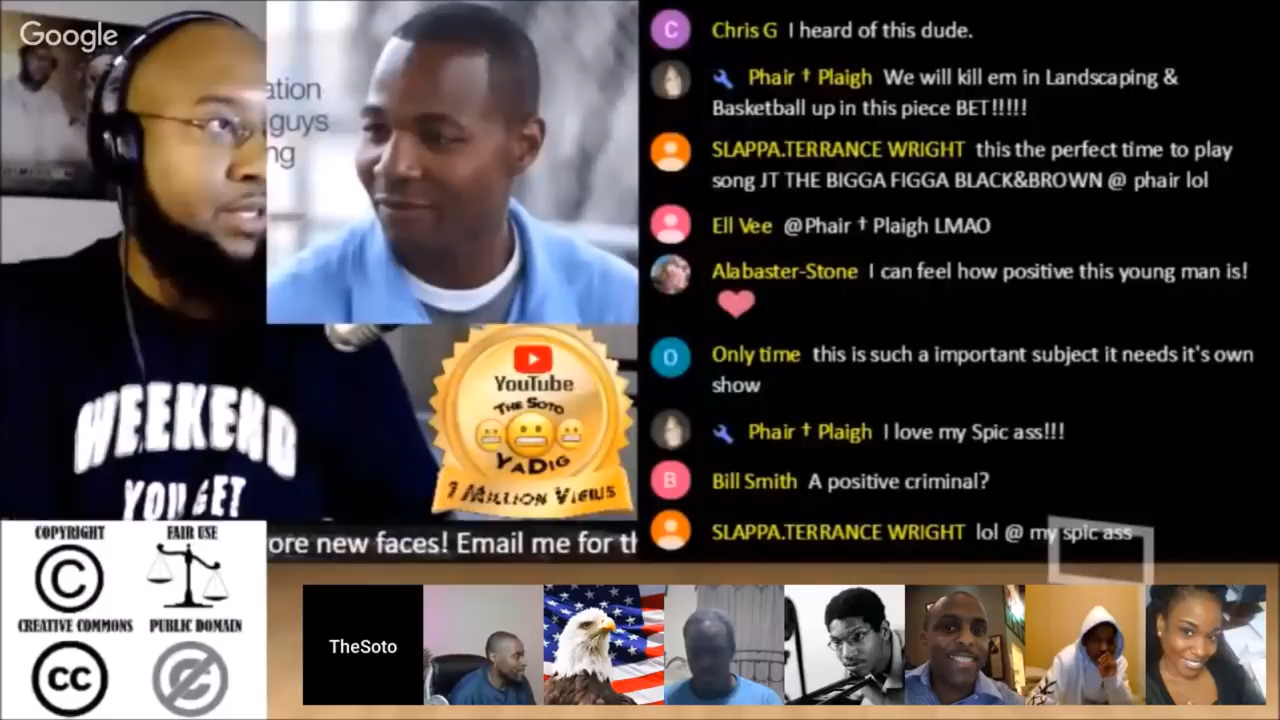 Google
ation
guys
ng
WEEKEND
YOU GET
YouTube
THE SOTO
YADIG
1 MILLION VIEWS
COPYRIGHT
FAIR USE
CREATIVE COMMONS
PUBLIC DOMAIN
cc
ore new faces! Email me for th
C
Chris G I heard of this dude.
Phair † Plaigh We will kill em in Landscaping &
Basketball up in this piece BET!!!!!
SLAPPA.TERRANCE WRIGHT this the perfect time to play
song JT THE BIGGA FIGGA BLACK&BROWN @ phair lol
Ell Vee @Phair † Plaigh LMAO
Alabaster-Stone I can feel how positive this young man is!
O
Only time this is such a important subject it needs it's own
show
Phair † Plaigh I love my Spic ass!!!
B
Bill Smith A positive criminal?
SLAPPA.TERRANCE WRIGHT lol @ my spic ass
TheSoto